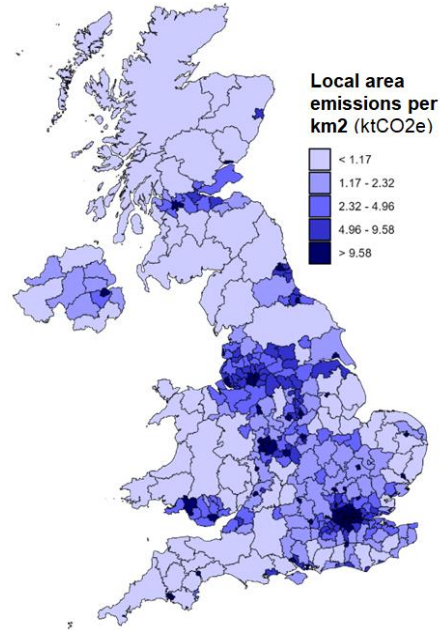 Local area
emissions per
km2 (ktCO2e)
< 1.17
1.17 - 2.32
2.32 - 4.96
4.96 - 9.58
> 9.58